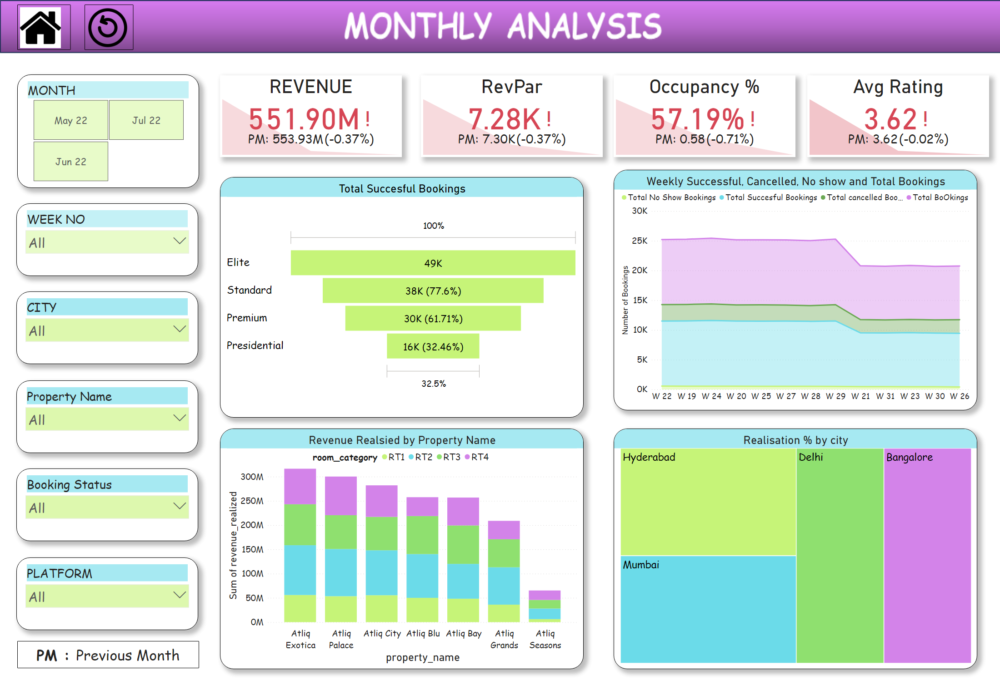 MONTHLY ANALYSIS
MONTH
May 22
Jul 22
Jun 22
WEEK NO
All
CITY
All
Property Name
All
Booking Status
All
PLATFORM
All
PM : Previous Month
REVENUE
551.90M!
PM: 553.93M(-0.37%)
RevPar
7.28K!
PM: 7.30K(-0.37%)
Occupancy %
57.19%!
PM: 0.58(-0.71%)
Avg Rating
3.62!
PM: 3.62(-0.02%)
Total Succesful Bookings
100%
Elite
49K
Standard
38K (77.6%)
Premium
30K (61.71%)
Presidential
16K (32.46%)
32.5%
Weekly Successful, Cancelled, No show and Total Bookings
Total No Show Bookings Total Succesful Bookings Total cancelled Boo... Total BoOkings
Number of Bookings
30K
25K
20K
15K
10K
5K
0K
W 22 W 19 W 24 W 20 W 25 W 27 W 28 W 29 W 21 W 31 W 23 W 30 W 26
Revenue Realsied by Property Name
room_category RT1 RT2 RT3 RT4
Sum of revenue_realized
300M
250M
200M
150M
100M
50M
0M
Atliq Exotica
Atliq Palace
Atliq City
Atliq Blu
Atliq Bay
Atliq Grands
Atliq Seasons
property_name
Realisation % by city
Hyderabad
Delhi
Bangalore
Mumbai